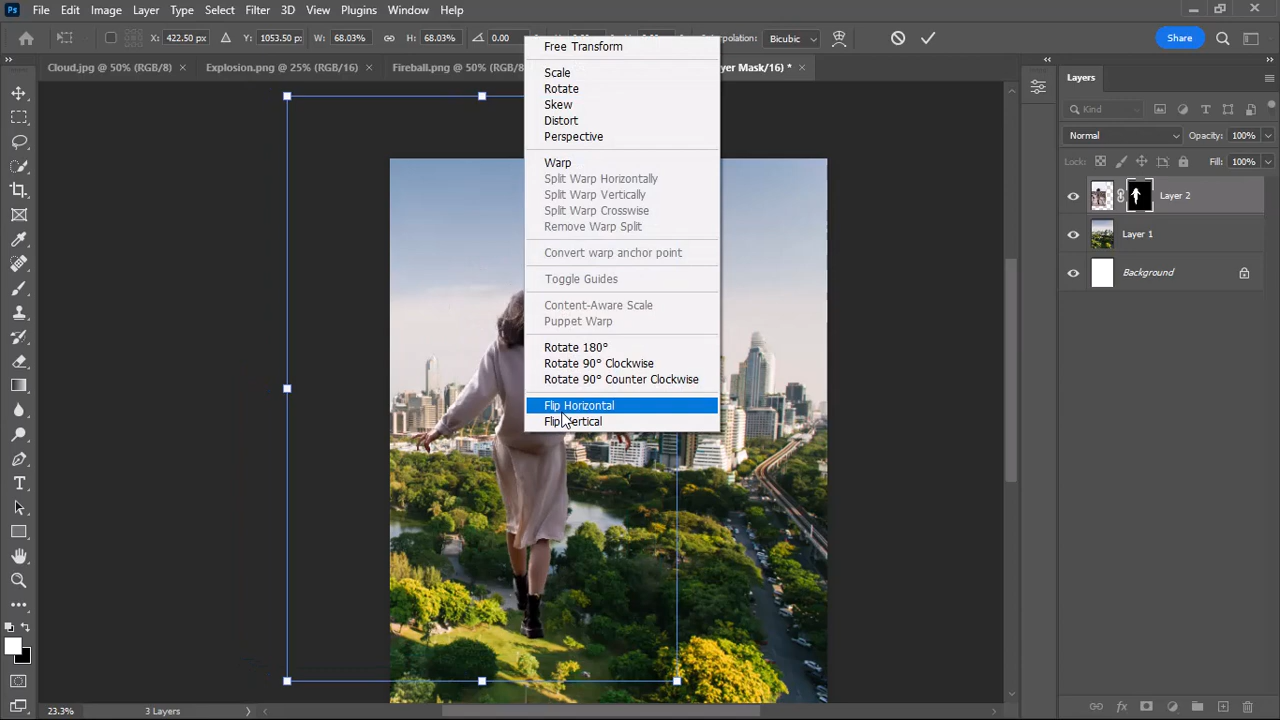 Ps File Edit Image Layer Type Select Filter 3D View Plugins Window Help
X: 422.50 px Y: 1053.50 px W: 68.03% H: 68.03% 0.00 Bicubic Share
Cloud.jpg @ 50% (RGB/8) × Explosion.png @ 25% (RGB/16) × Fireball.png @ 50% (RGB/8 yer Mask/16) * ×
Free Transform
Scale
Rotate
Skew
Distort
Perspective
Warp
Split Warp Horizontally
Split Warp Vertically
Split Warp Crosswise
Remove Warp Split
Convert warp anchor point
Toggle Guides
Content-Aware Scale
Puppet Warp
Rotate 180°
Rotate 90° Clockwise
Rotate 90° Counter Clockwise
Flip Horizontal
Flip Vertical
Layers
Kind
Normal Opacity: 100%
Lock: Fill: 100%
Layer 2
Layer 1
Background
23.3% 3 Layers